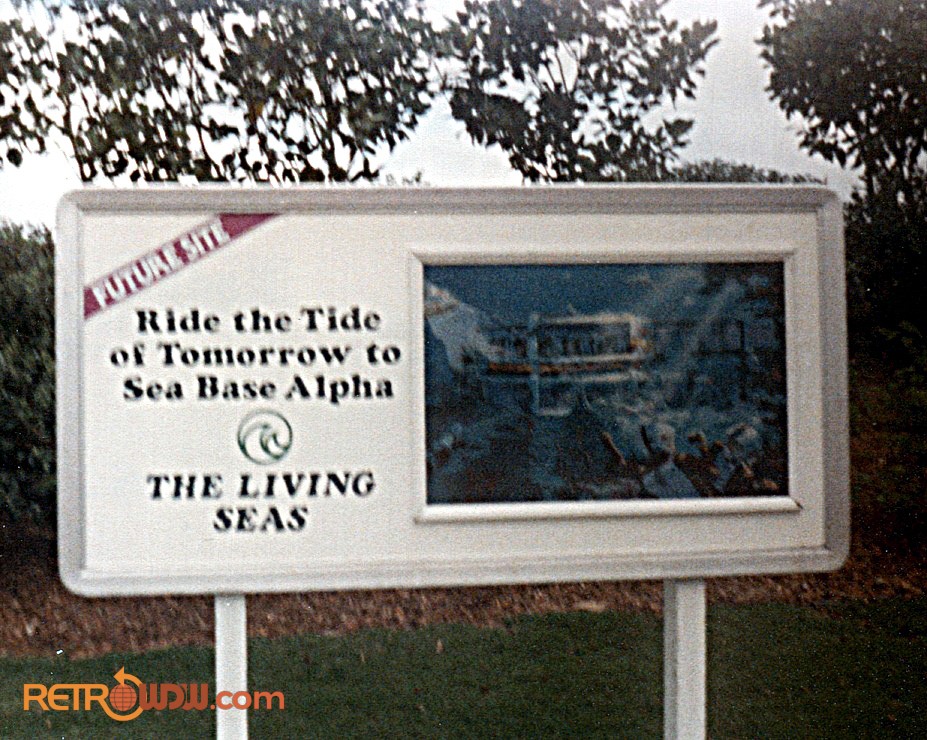 FUTURE SITE
Ride the Tide
of Tomorrow to
Sea Base Alpha
THE LIVING
SEAS
RETROWDW.com